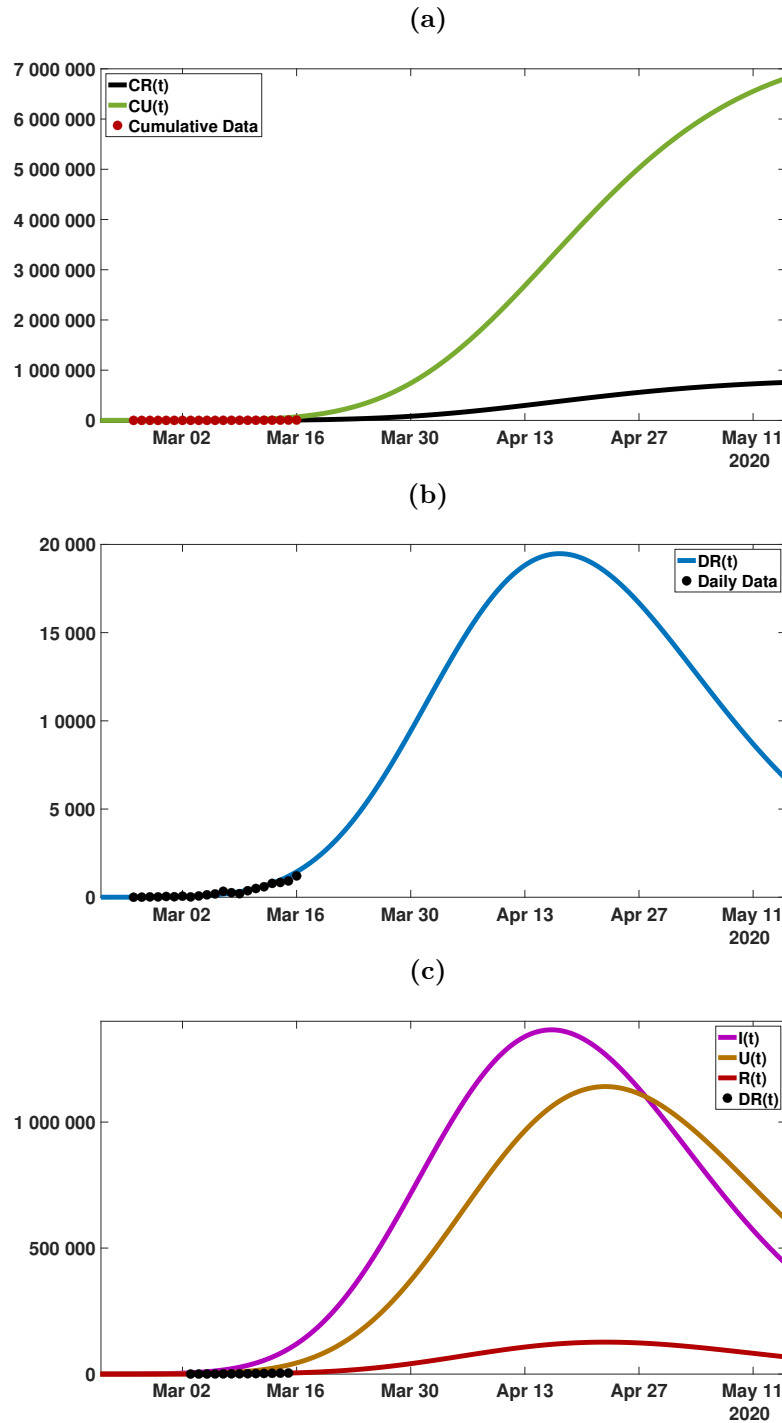 (a)
7 000 000
6 000 000
5 000 000
4 000 000
3 000 000
2 000 000
1 000 000
0
CR(t)
CU(t)
Cumulative Data
Mar 02 Mar 16 Mar 30 Apr 13 Apr 27 May 11
2020
(b)
20 000
15 000
1 0000
5 000
0
DR(t)
Daily Data
Mar 02 Mar 16 Mar 30 Apr 13 Apr 27 May 11
2020
(c)
1 000 000
500 000
0
I(t)
U(t)
R(t)
DR(t)
Mar 02 Mar 16 Mar 30 Apr 13 Apr 27 May 11
2020